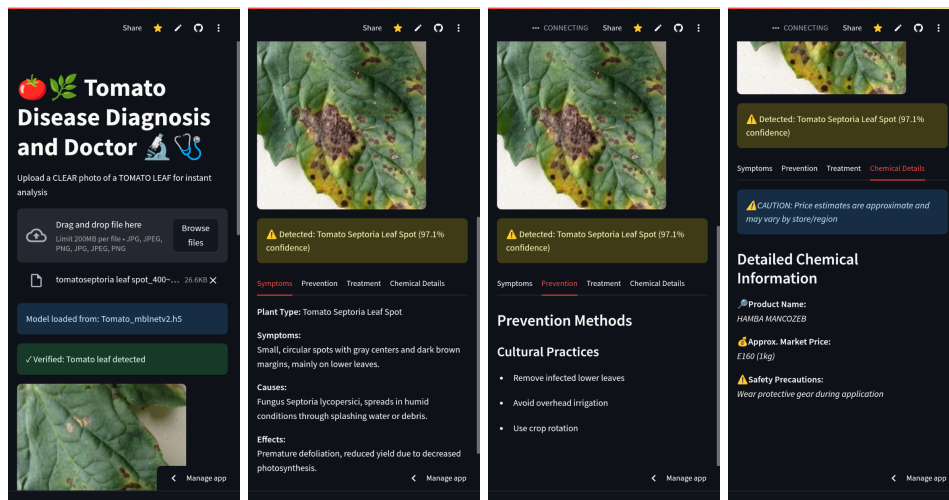 Share
🍅🌿 Tomato
Disease Diagnosis
and Doctor 🔬🩺
Upload a CLEAR photo of a TOMATO LEAF for instant
analysis
Drag and drop file here
Limit 200MB per file • JPG, JPEG,
PNG, JPG, JPEG, PNG
Browse
files
tomatoseptoria leaf spot_400~... 26.6KB
Model loaded from: Tomato_mblnetv2.h5
✓Verified: Tomato leaf detected
Manage app
Share
⚠️ Detected: Tomato Septoria Leaf Spot (97.1%
confidence)
Symptoms Prevention Treatment Chemical Details
Plant Type: Tomato Septoria Leaf Spot
Symptoms:
Small, circular spots with gray centers and dark brown
margins, mainly on lower leaves.
Causes:
Fungus Septoria lycopersici, spreads in humid
conditions through splashing water or debris.
Effects:
Premature defoliation, reduced yield due to decreased
photosynthesis.
Manage app
CONNECTING Share
⚠️ Detected: Tomato Septoria Leaf Spot (97.1%
confidence)
Symptoms Prevention Treatment Chemical Details
Prevention Methods
Cultural Practices
• Remove infected lower leaves
• Avoid overhead irrigation
• Use crop rotation
Manage app
CONNECTING Share
⚠️ Detected: Tomato Septoria Leaf Spot (97.1%
confidence)
Symptoms Prevention Treatment Chemical Details
⚠️CAUTION: Price estimates are approximate and
may vary by store/region
Detailed Chemical
Information
🔎Product Name:
HAMBA MANCOZEB
💰Approx. Market Price:
E160 (1kg)
⚠️Safety Precautions:
Wear protective gear during application
Manage app